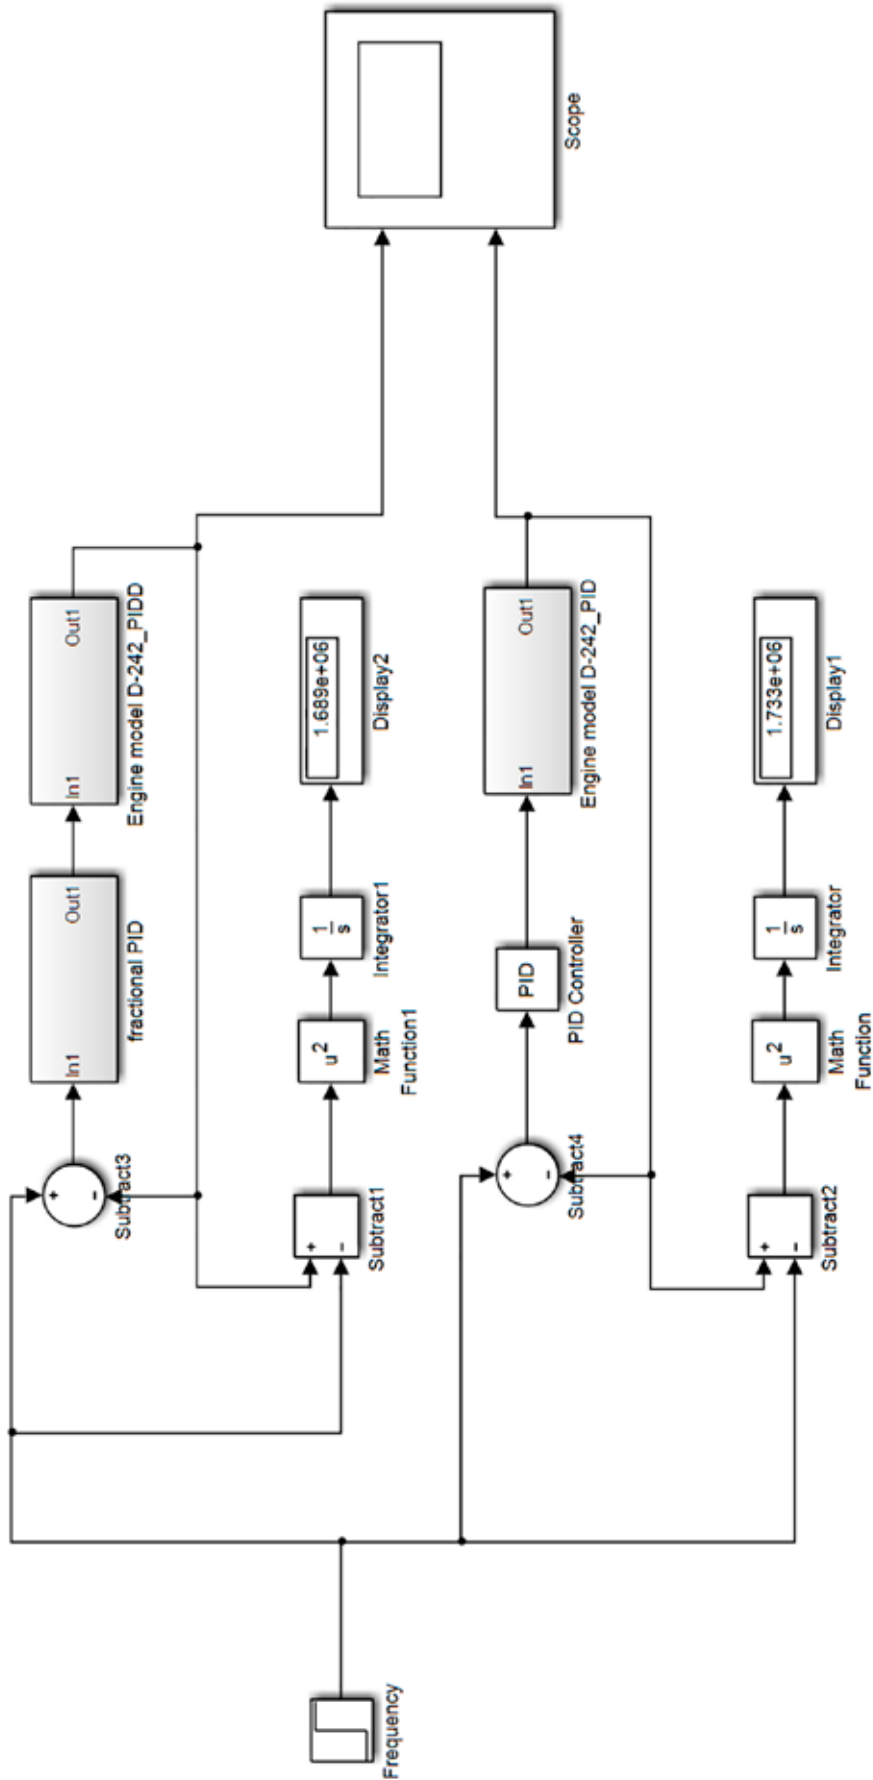 Frequency
+
-
Subtract3
In1
Out1
fractional PID
In1
Out1
Engine model D-242_PIDD
+
-
Subtract1
u²
Math
Function1
1
s
Integrator1
1.689e+06
Display2
+
-
Subtract4
PID
PID Controller
In1
Out1
Engine model D-242_PID
+
-
Subtract2
u²
Math
Function
1
s
Integrator
1.733e+06
Display1
Scope